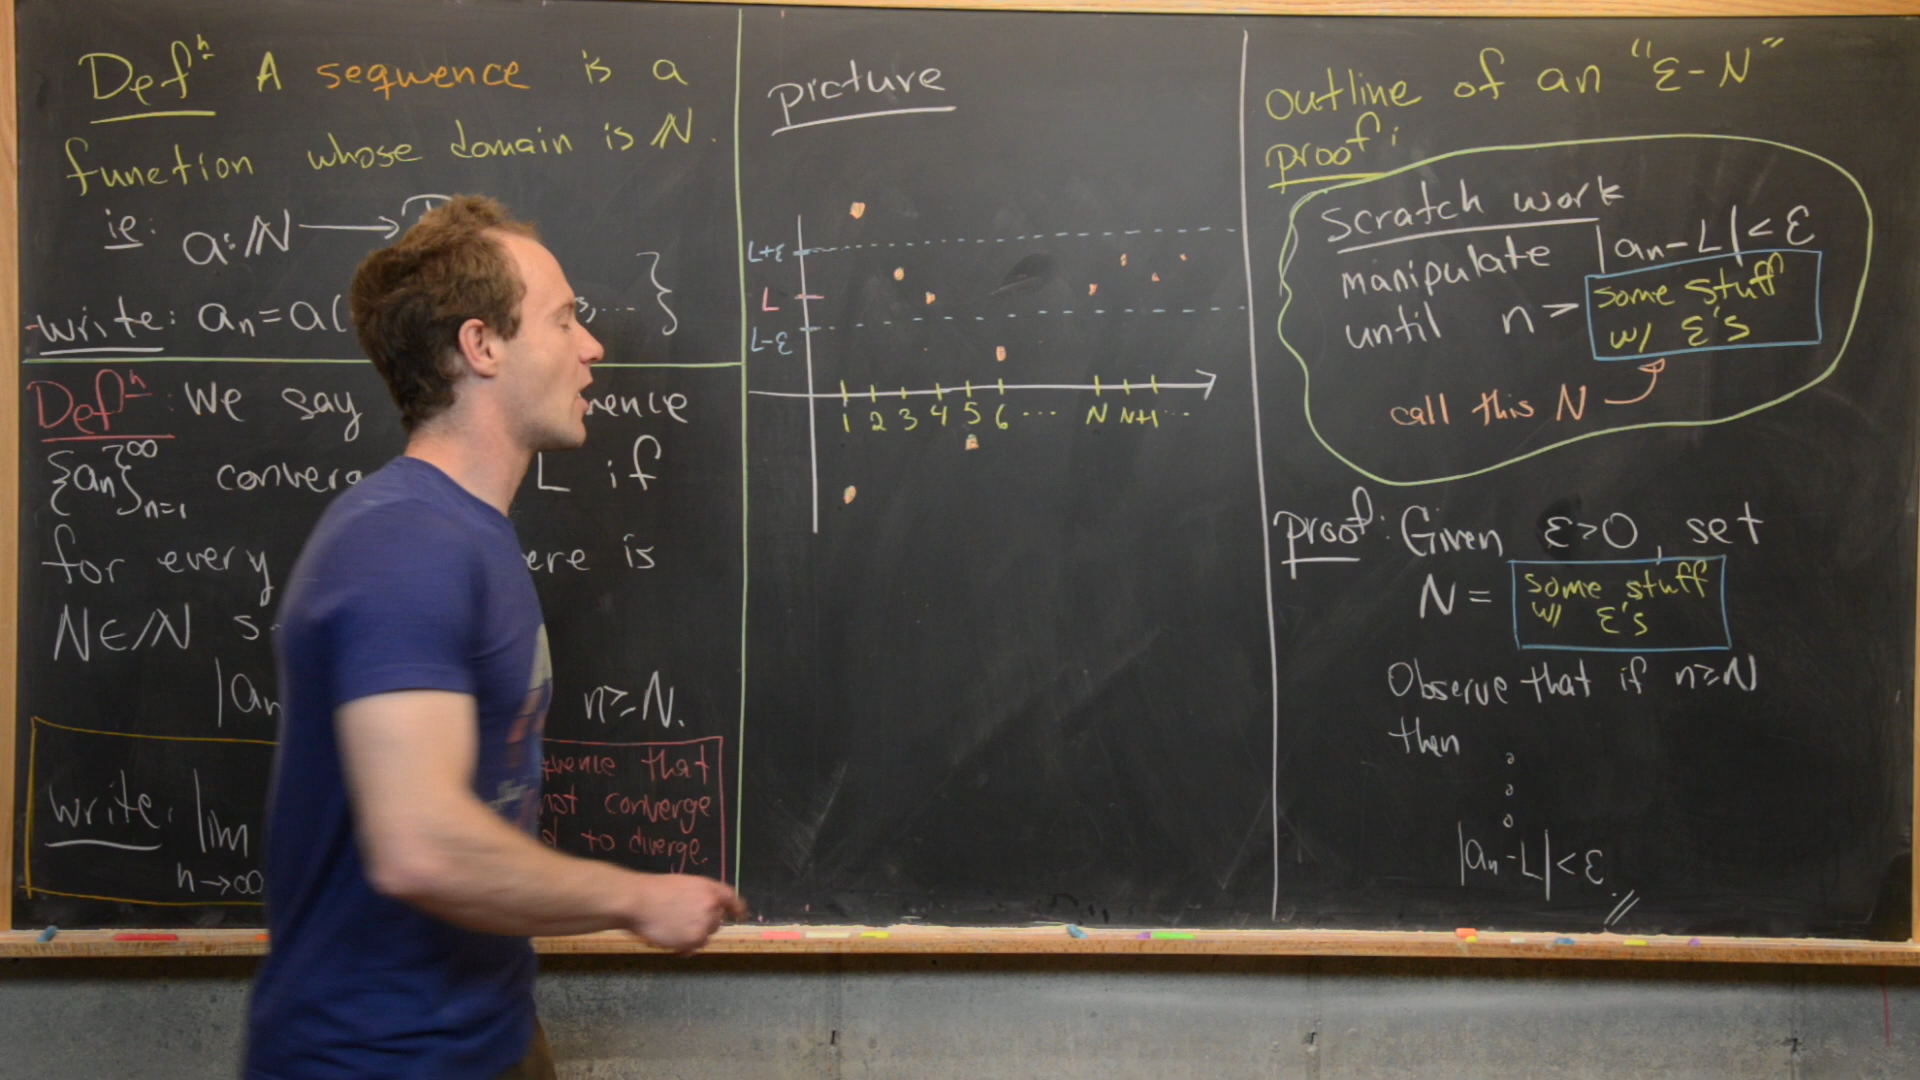 Defⁿ A sequence is a
function whose domain is ℕ.
ie: a:ℕ →
write: aₙ=a( ₃,... }
Defⁿ: We say
{aₙ}^∞_{n=1} L if
for every is
N∈ℕ
|aₙ n≥N.
write: lim
n→∞
that
not converge
to diverge.
picture
L+ε
L
L-ε
1 2 3 4 5 6 ... N N+1 ...
outline of an "ε-N"
proof:
Scratch work
manipulate |aₙ-L|<ε
until n > some stuff
w/ ε's
call this N
proof: Given ε>0, set
N = some stuff
w/ ε's
Observe that if n≥N
then
|aₙ-L|<ε.//